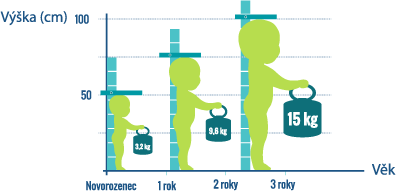 Výška (cm)
100
50
3,2 kg
9,6 kg
15 kg
Novorozenec 1 rok 2 roky 3 roky
Věk